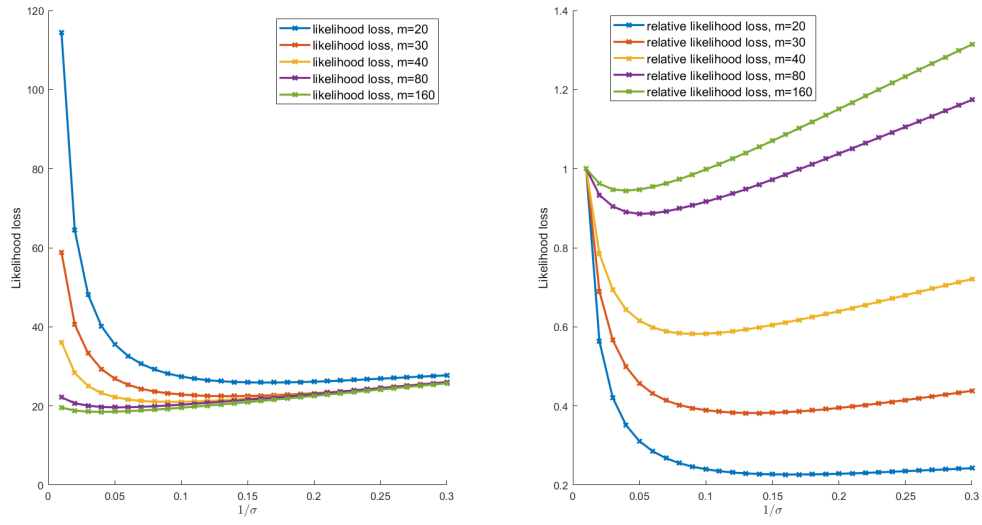 120
100
80
60
40
20
0
Likelihood loss
0 0.05 0.1 0.15 0.2 0.25 0.3
1/σ
likelihood loss, m=20
likelihood loss, m=30
likelihood loss, m=40
likelihood loss, m=80
likelihood loss, m=160
1.4
1.2
1
0.8
0.6
0.4
0.2
Likelihood loss
0 0.05 0.1 0.15 0.2 0.25 0.3
1/σ
relative likelihood loss, m=20
relative likelihood loss, m=30
relative likelihood loss, m=40
relative likelihood loss, m=80
relative likelihood loss, m=160